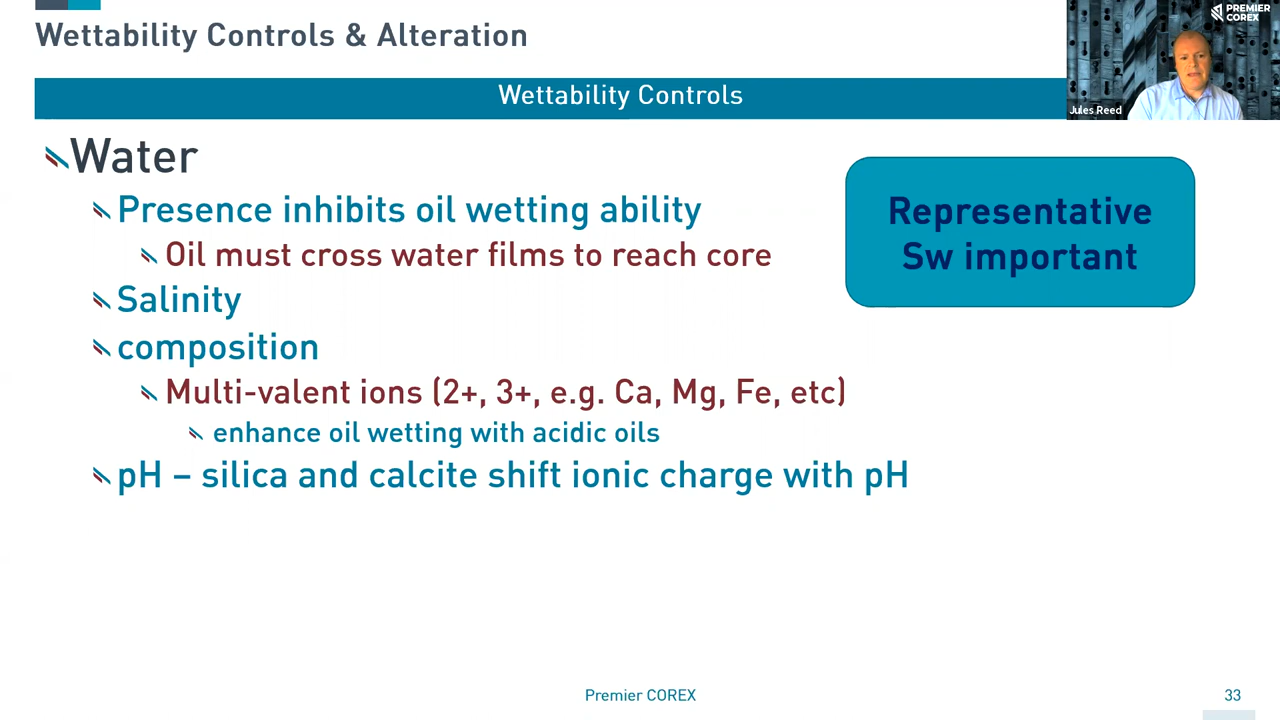 Wettability Controls & Alteration
PREMIER
COREX
Wettability Controls
Jules Reed
Water
Presence inhibits oil wetting ability
Oil must cross water films to reach core
Salinity
composition
Multi-valent ions (2+, 3+, e.g. Ca, Mg, Fe, etc)
enhance oil wetting with acidic oils
pH – silica and calcite shift ionic charge with pH
Representative
Sw important
Premier COREX
33